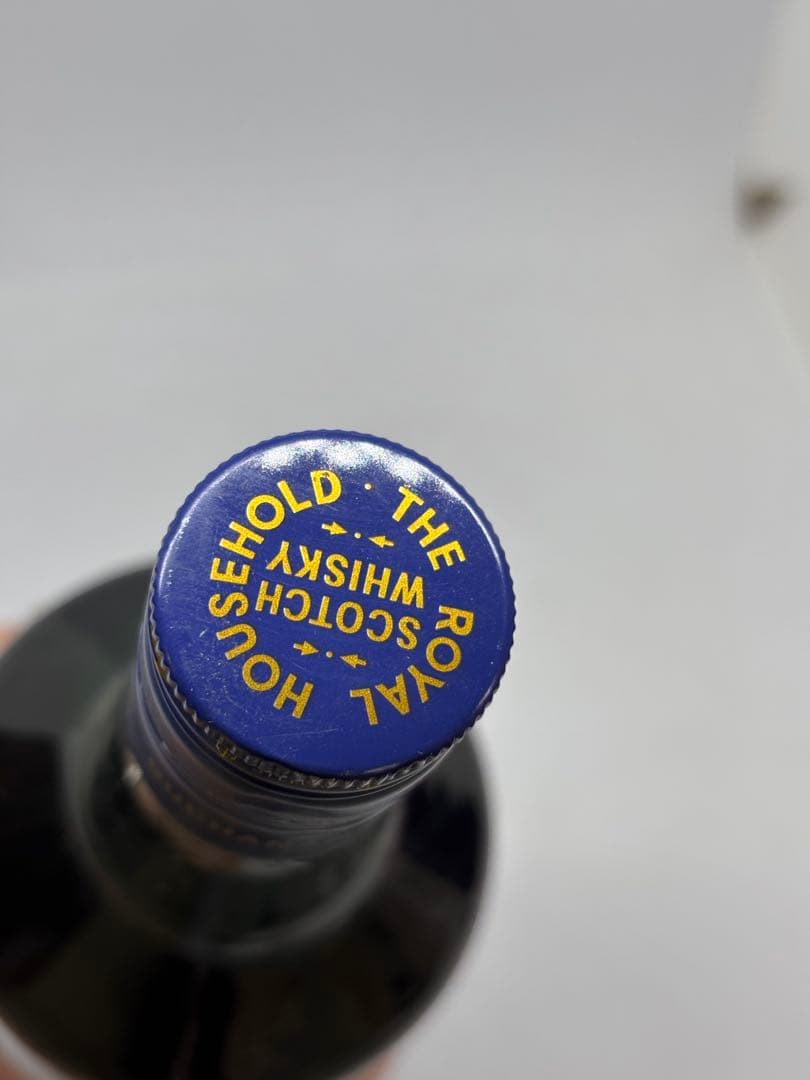 THE ROYAL HOUSEHOLD ·
SCOTCH
WHISKY